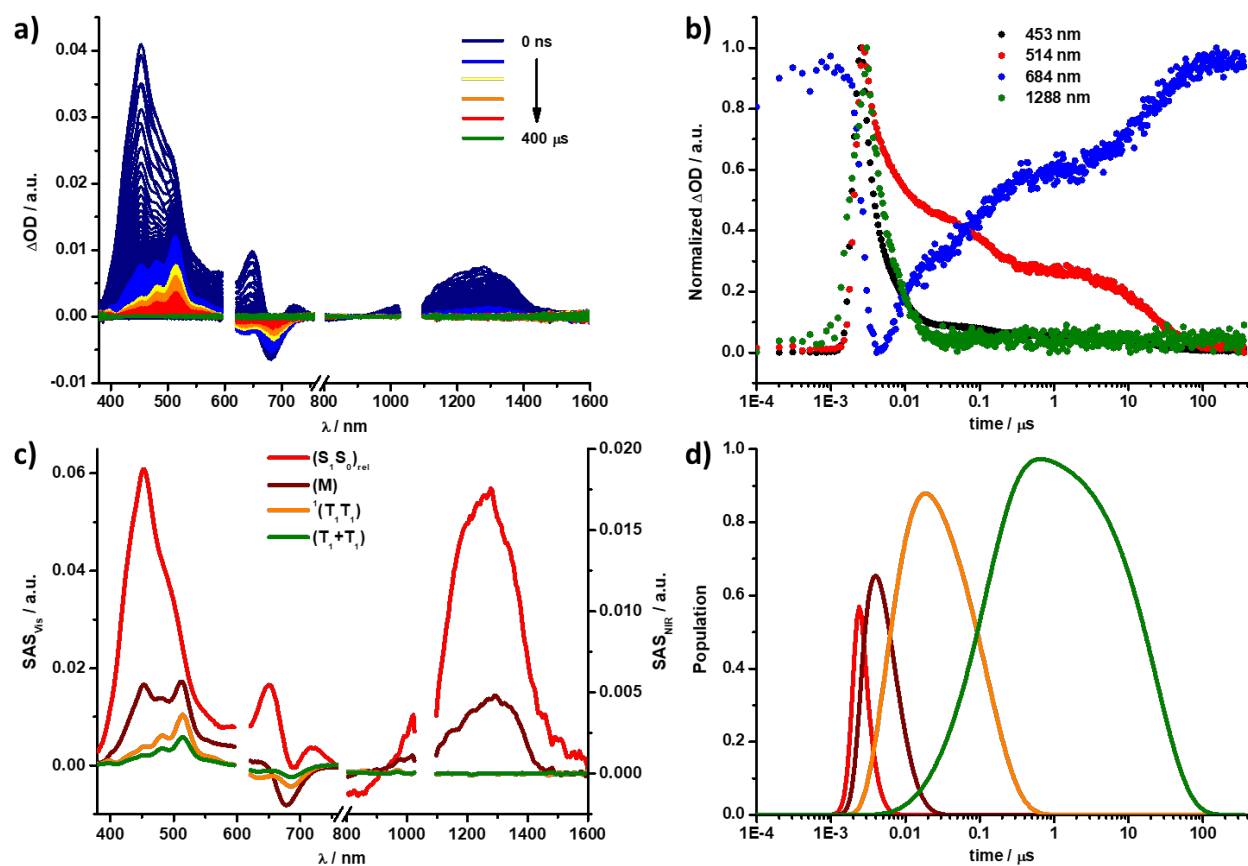 a)
0.04
0.03
0.02
0.01
0.00
-0.01
ΔOD / a.u.
0 ns
400 μs
400 500 600 700 800 1000 1200 1400 1600
λ / nm
b)
1.0
0.8
0.6
0.4
0.2
0.0
Normalized ΔOD / a.u.
453 nm
514 nm
684 nm
1288 nm
1E-4 1E-3 0.01 0.1 1 10 100
time / μs
c)
0.06
0.04
0.02
0.00
SAS Vis / a.u.
(S1S0)rel
(M)
1(T1T1)
(T1+T1)
0.020
0.015
0.010
0.005
0.000
SAS NIR / a.u.
400 500 600 700 800 1000 1200 1400 1600
λ / nm
d)
1.0
0.8
0.6
0.4
0.2
0.0
Population
1E-4 1E-3 0.01 0.1 1 10 100
time / μs